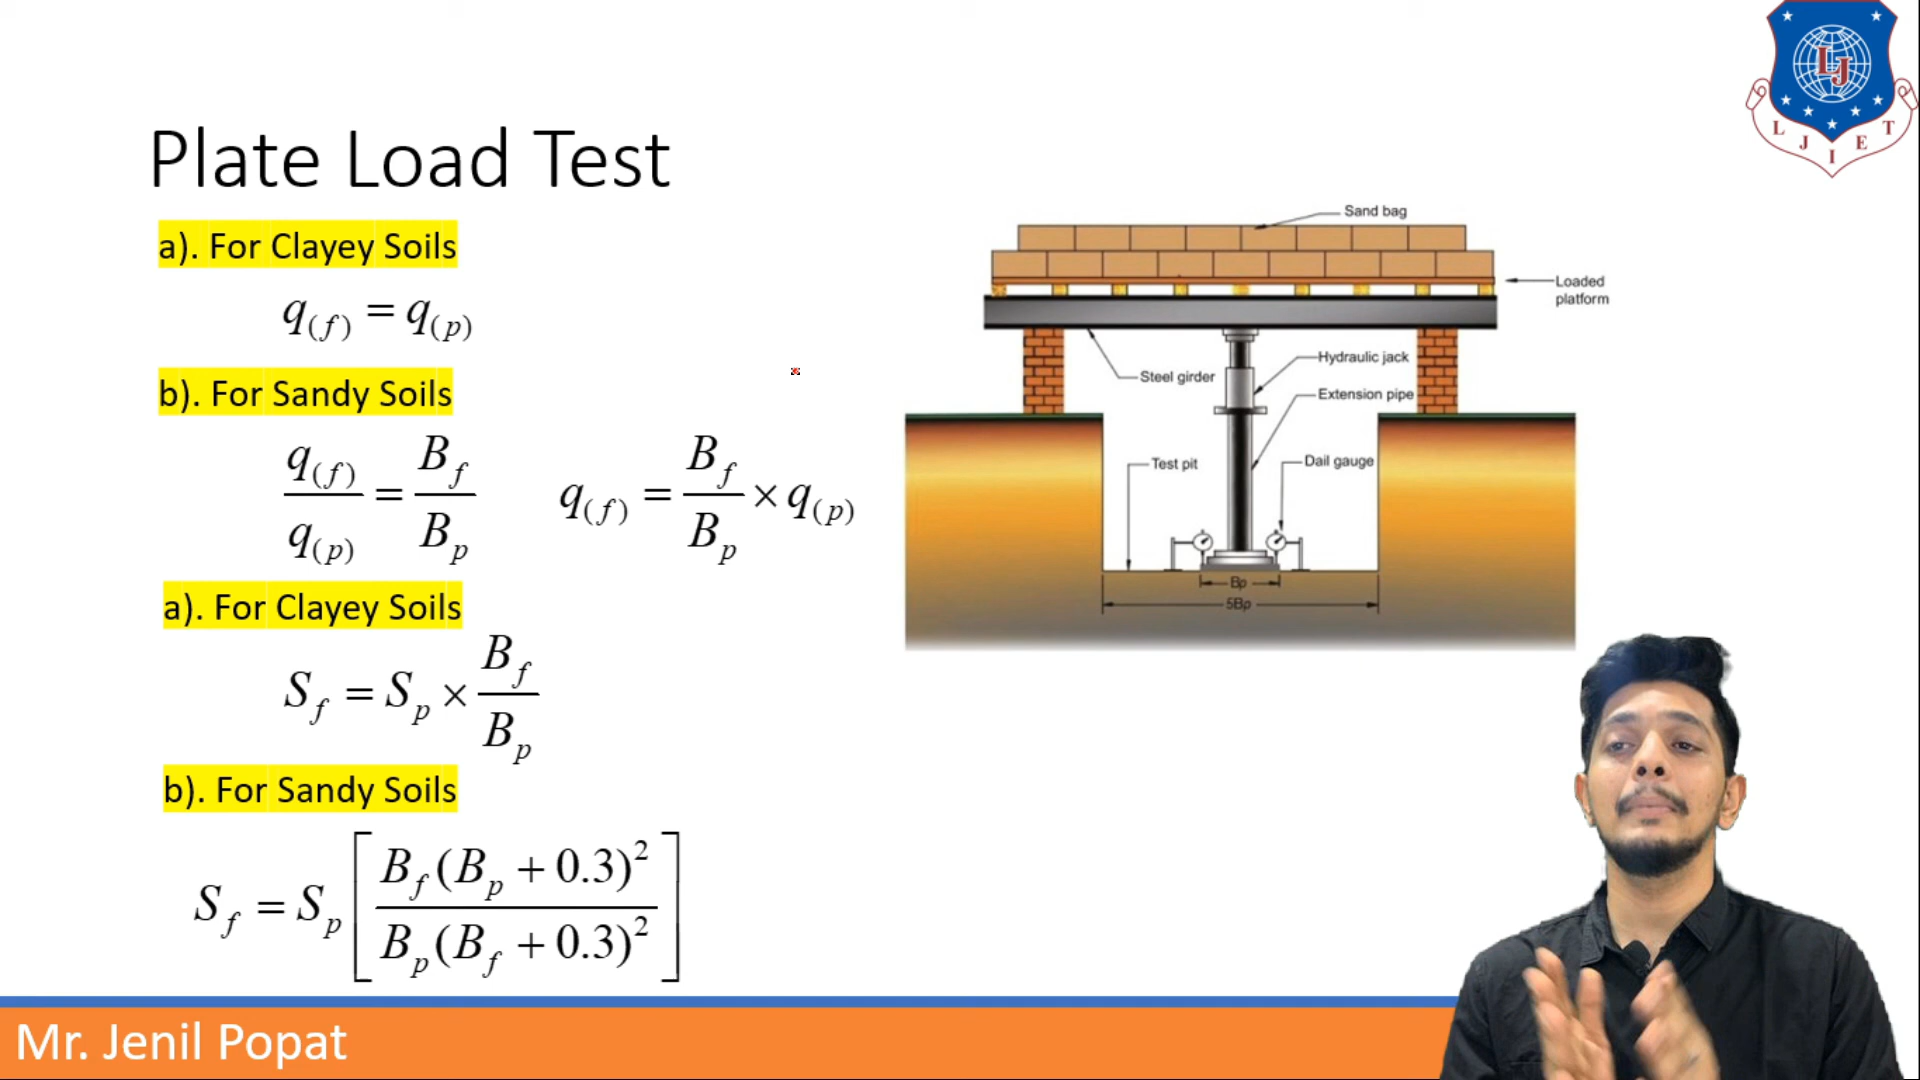 Plate Load Test
a). For Clayey Soils
q(f) = q(p)
b). For Sandy Soils
q(f) / q(p) = Bf / Bp
q(f) = Bf / Bp × q(p)
a). For Clayey Soils
Sf = Sp × Bf / Bp
b). For Sandy Soils
Sf = Sp [ Bf (Bp + 0.3)² / Bp (Bf + 0.3)² ]
Sand bag
Loaded
platform
Steel girder
Hydraulic jack
Extension pipe
Test pit
Dail gauge
Bp
5Bp
LJ
L J I E T
Mr. Jenil Popat